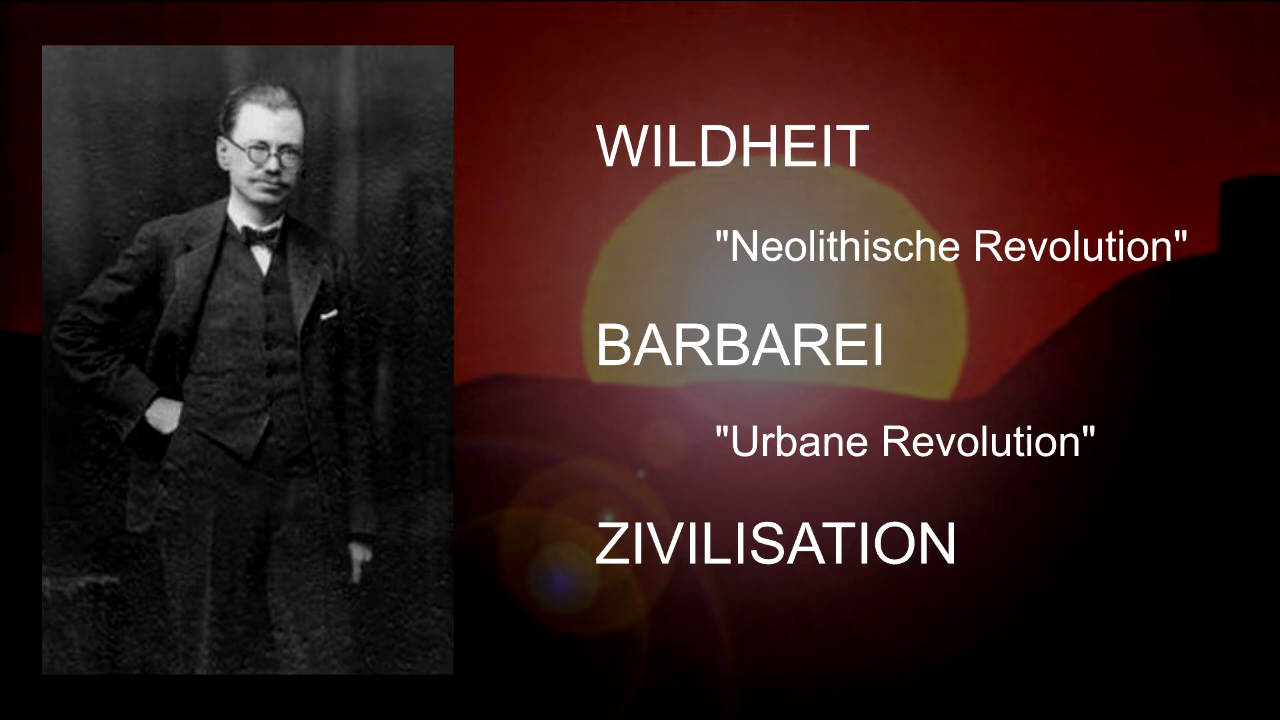 WILDHEIT
"Neolithische Revolution"
BARBAREI
"Urbane Revolution"
ZIVILISATION